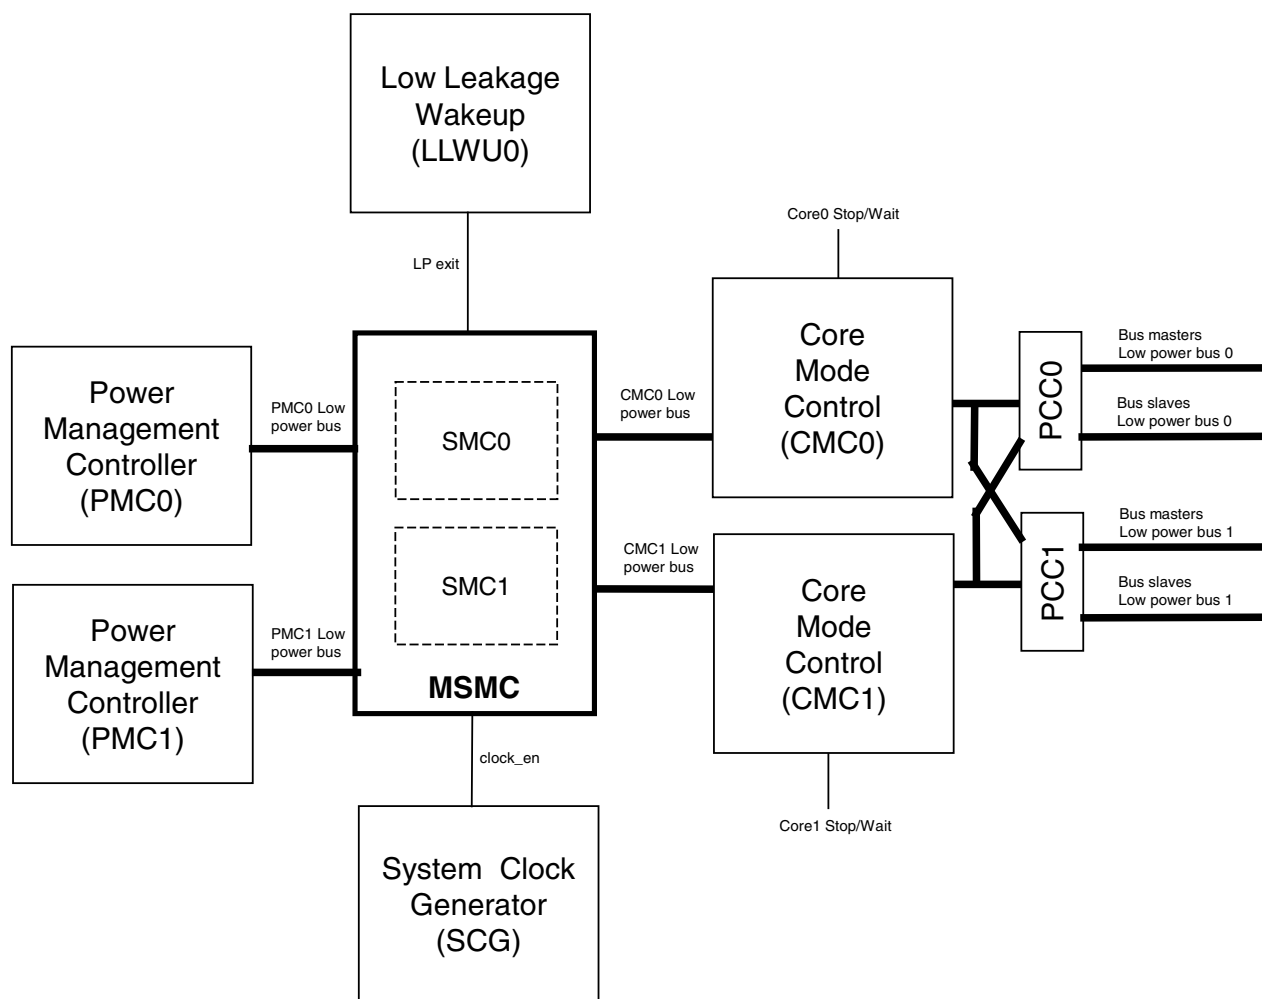 Low Leakage
Wakeup
(LLWU0)
LP exit
Core0 Stop/Wait
Power
Management
Controller
(PMC0)
PMC0 Low
power bus
SMC0
CMC0 Low
power bus
Core
Mode
Control
(CMC0)
PCC0
Bus masters
Low power bus 0
Bus slaves
Low power bus 0
Power
Management
Controller
(PMC1)
PMC1 Low
power bus
SMC1
MSMC
CMC1 Low
power bus
Core
Mode
Control
(CMC1)
PCC1
Bus masters
Low power bus 1
Bus slaves
Low power bus 1
clock_en
Core1 Stop/Wait
System Clock
Generator
(SCG)